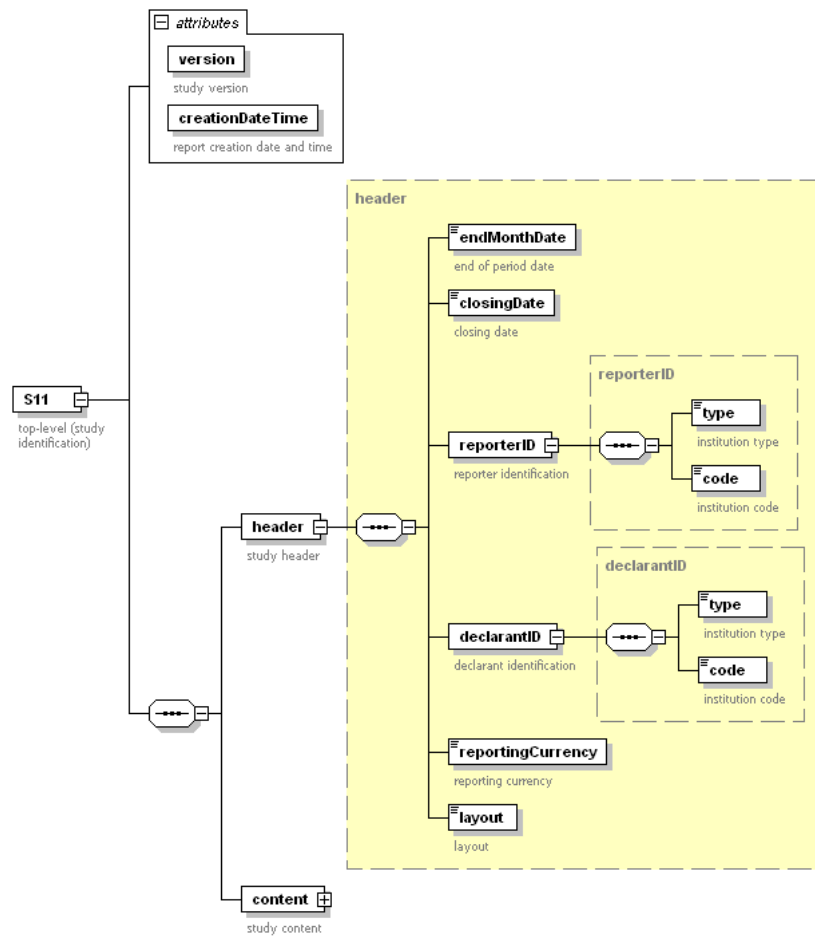 attributes
version
study version
creationDateTime
report creation date and time
header
endMonthDate
end of period date
closingDate
closing date
reporterID
type
institution type
reporterID
reporter identification
code
institution code
S11
top-level (study
identification)
header
study header
declarantID
type
institution type
declarantID
declarant identification
code
institution code
reportingCurrency
reporting currency
layout
layout
content
study content